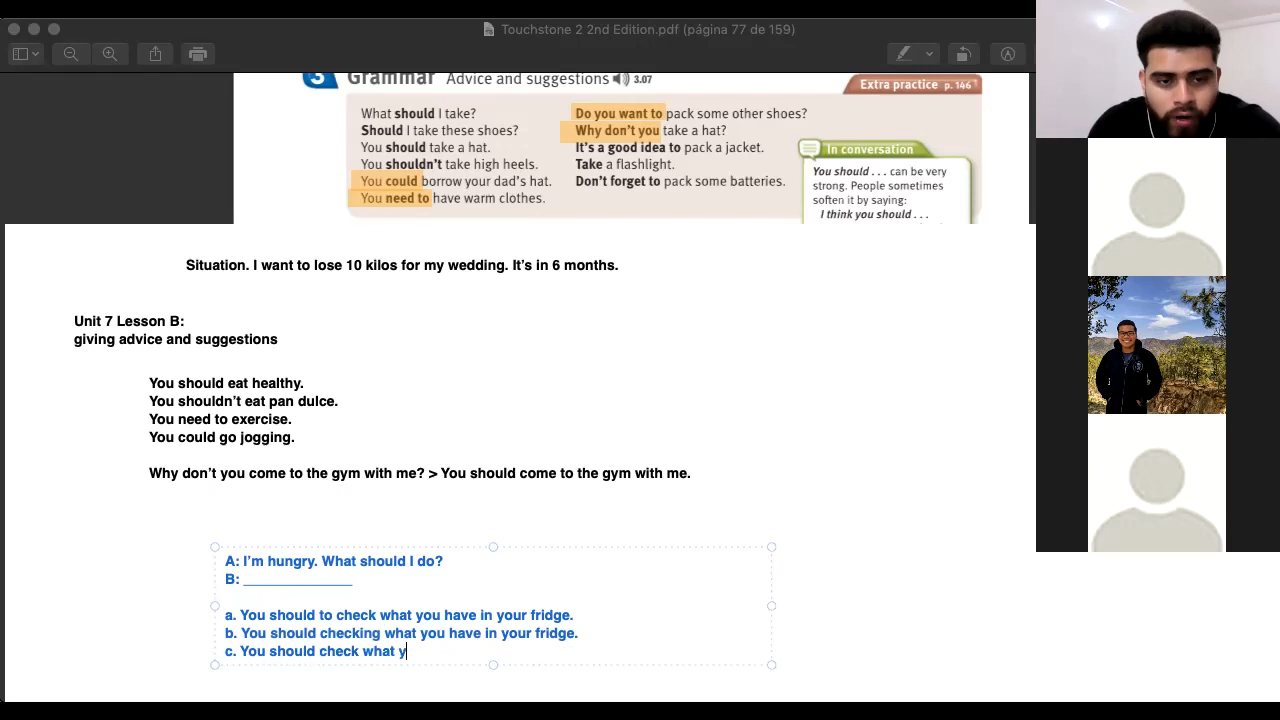 Touchstone 2 2nd Edition.pdf (página 77 de 159)
3 Grammar Advice and suggestions 3.07
Extra practice p. 146
What should I take?
Should I take these shoes?
You should take a hat.
You shouldn't take high heels.
You could borrow your dad's hat.
You need to have warm clothes.
Do you want to pack some other shoes?
Why don't you take a hat?
It's a good idea to pack a jacket.
Take a flashlight.
Don't forget to pack some batteries.
In conversation
You should . . . can be very
strong. People sometimes
soften it by saying:
I think you should . . .
Situation. I want to lose 10 kilos for my wedding. It’s in 6 months.
Unit 7 Lesson B:
giving advice and suggestions
You should eat healthy.
You shouldn’t eat pan dulce.
You need to exercise.
You could go jogging.
Why don’t you come to the gym with me? > You should come to the gym with me.
A: I’m hungry. What should I do?
B: ______________
a. You should to check what you have in your fridge.
b. You should checking what you have in your fridge.
c. You should check what y